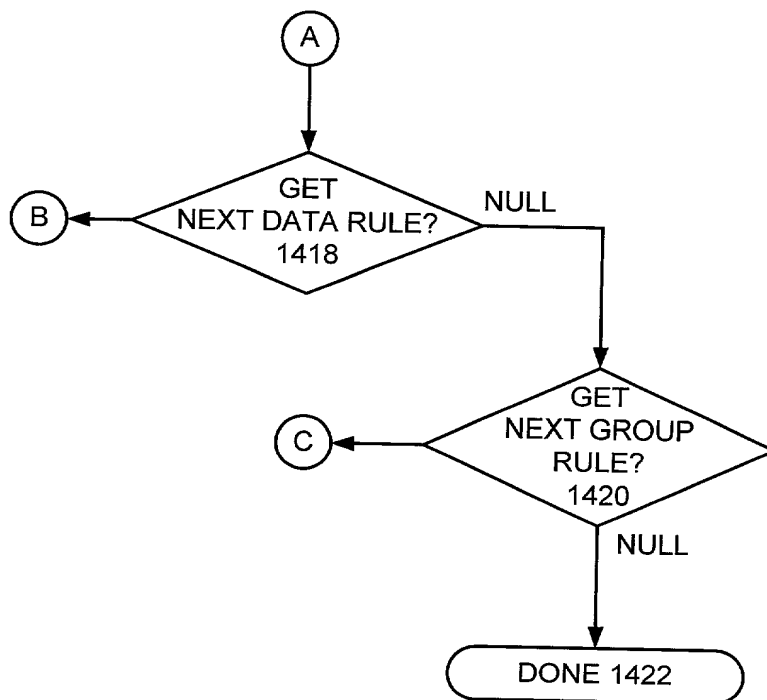 A
GET
NEXT DATA RULE?
1418
B
NULL
GET
NEXT GROUP
RULE?
1420
C
NULL
DONE 1422